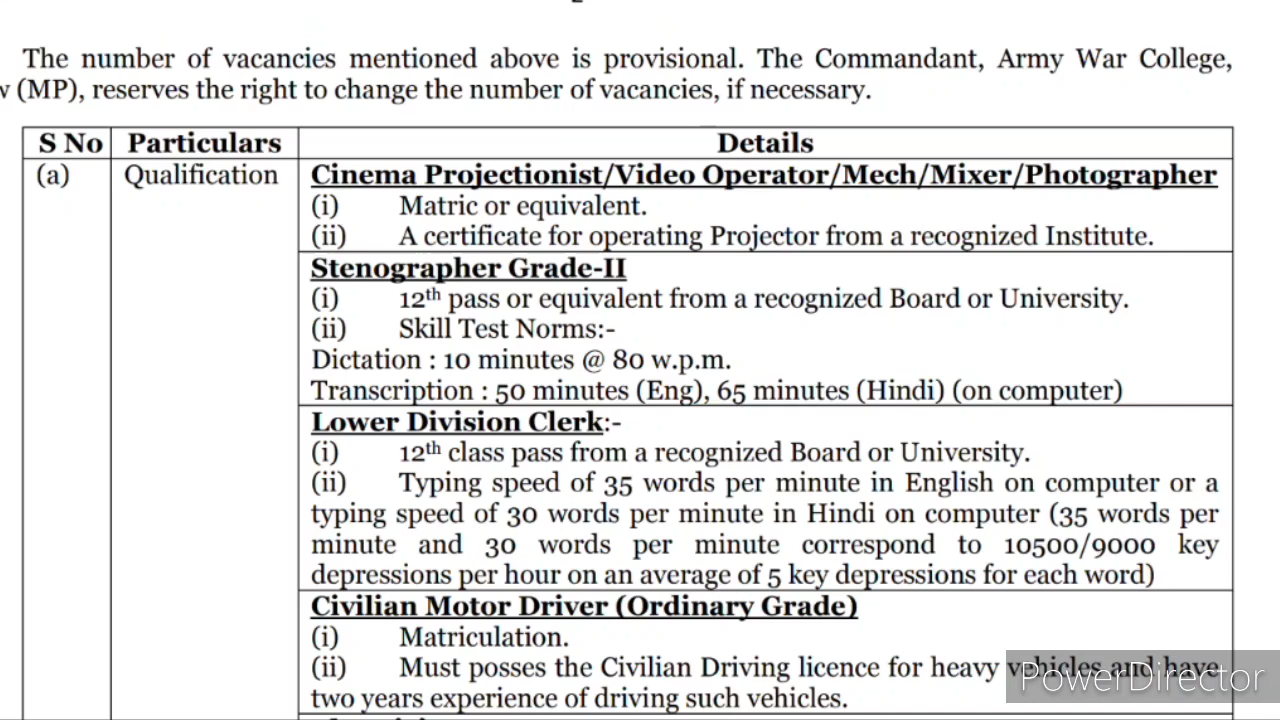 The number of vacancies mentioned above is provisional. The Commandant, Army War College,
(MP), reserves the right to change the number of vacancies, if necessary.
S No Particulars Details
(a) Qualification Cinema Projectionist/Video Operator/Mech/Mixer/Photographer
(i) Matric or equivalent.
(ii) A certificate for operating Projector from a recognized Institute.
Stenographer Grade-II
(i) 12th pass or equivalent from a recognized Board or University.
(ii) Skill Test Norms:-
Dictation : 10 minutes @ 80 w.p.m.
Transcription : 50 minutes (Eng), 65 minutes (Hindi) (on computer)
Lower Division Clerk:-
(i) 12th class pass from a recognized Board or University.
(ii) Typing speed of 35 words per minute in English on computer or a
typing speed of 30 words per minute in Hindi on computer (35 words per
minute and 30 words per minute correspond to 10500/9000 key
depressions per hour on an average of 5 key depressions for each word)
Civilian Motor Driver (Ordinary Grade)
(i) Matriculation.
(ii) Must posses the Civilian Driving licence for heavy vehicles and have
two years experience of driving such vehicles.
PowerDirector